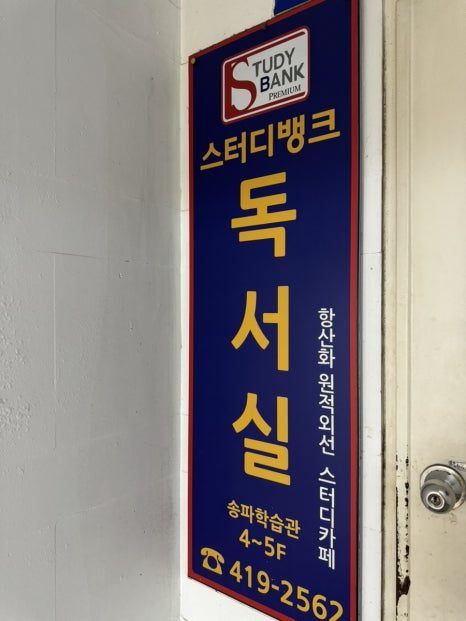 STUDY
BANK
PREMIUM
스터디뱅크
독서실
항산화 원적외선 스터디카페
송파학습관
4~5F
☎ 419-2562